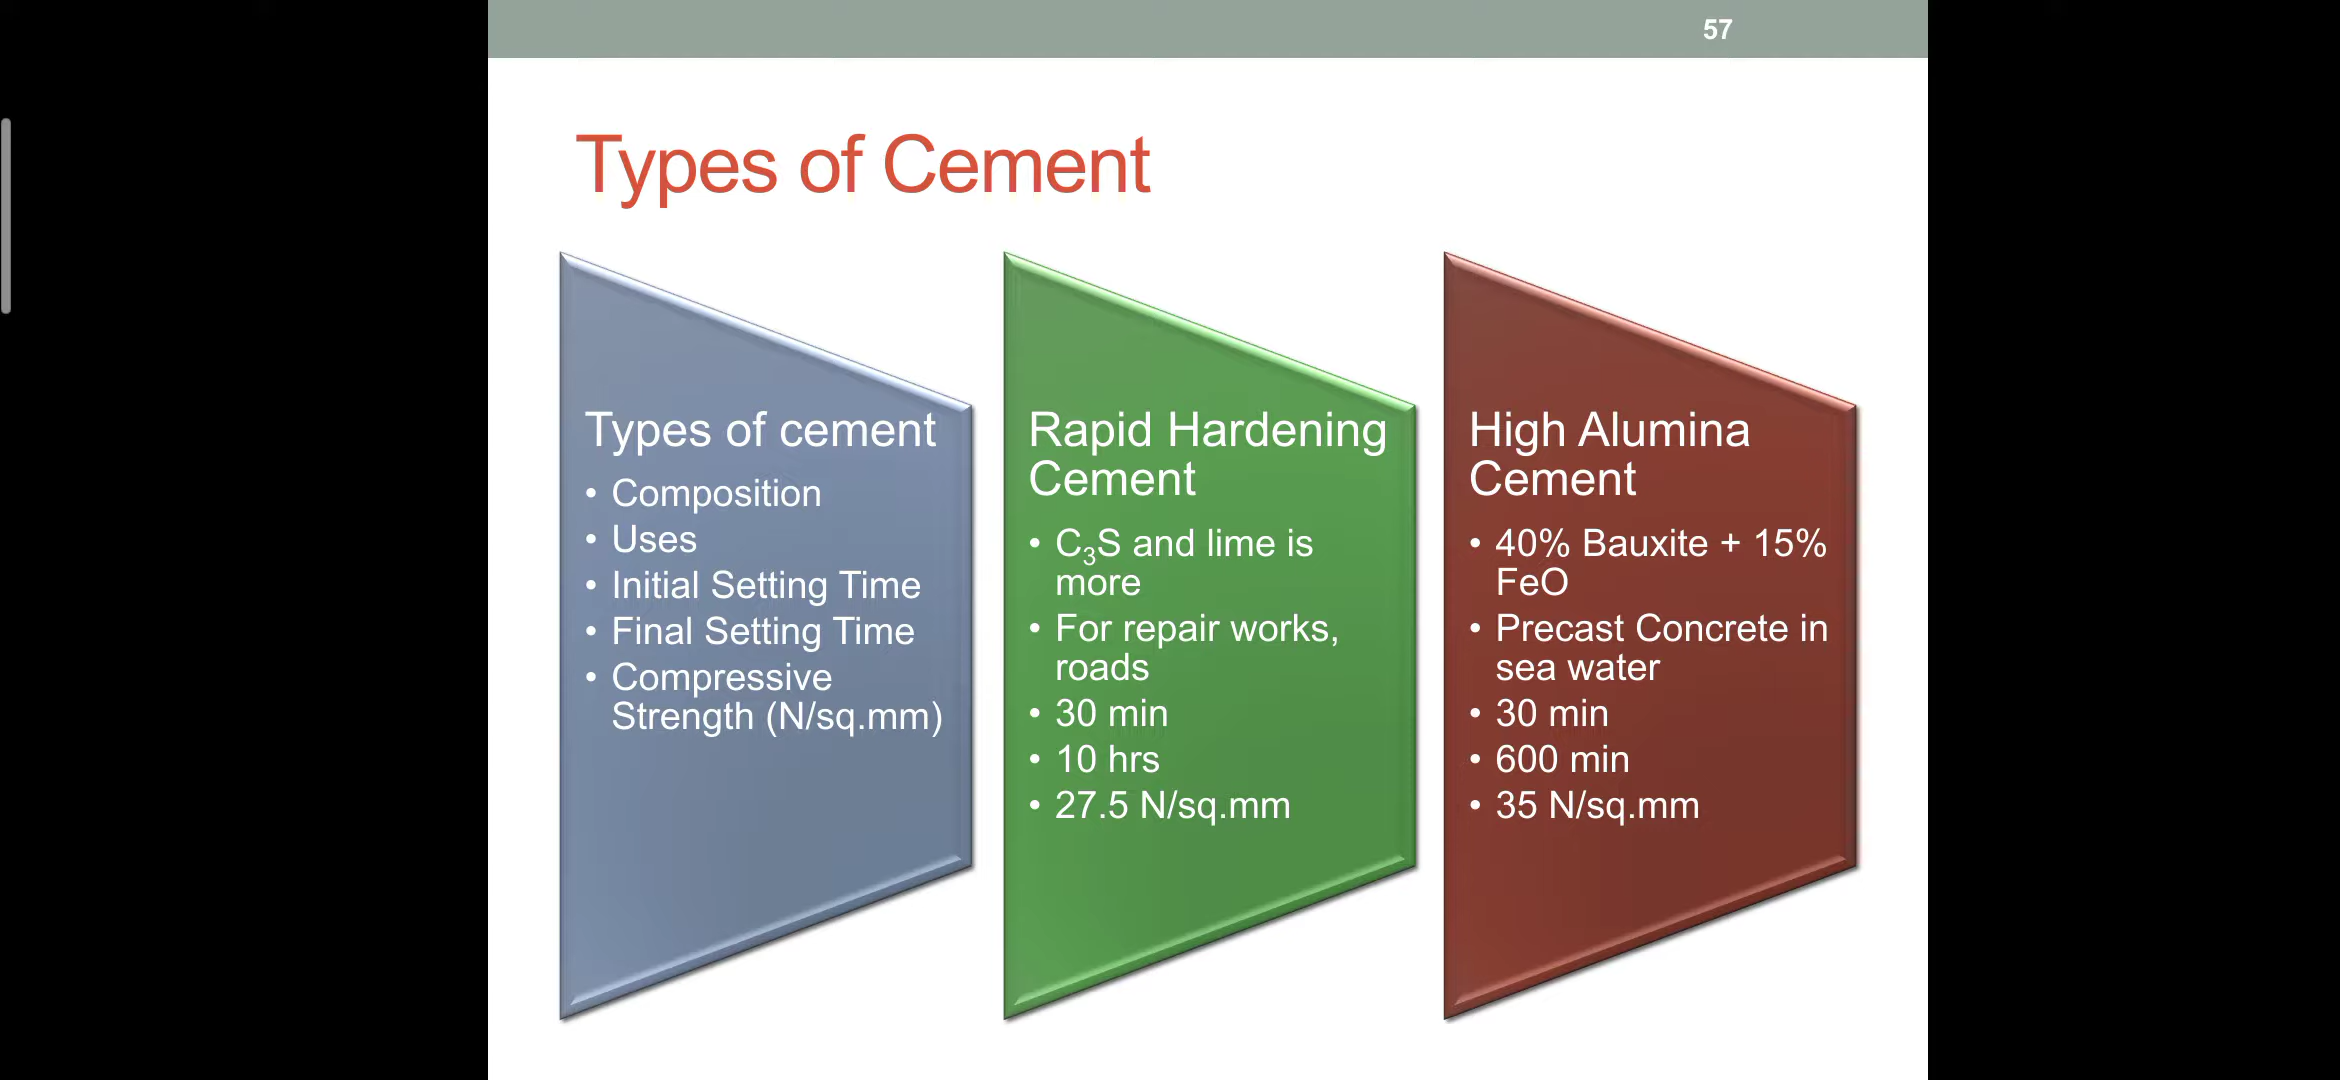 57
Types of Cement
Types of cement
• Composition
• Uses
• Initial Setting Time
• Final Setting Time
• Compressive
Strength (N/sq.mm)
Rapid Hardening
Cement
• C₃S and lime is
more
• For repair works,
roads
• 30 min
• 10 hrs
• 27.5 N/sq.mm
High Alumina
Cement
• 40% Bauxite + 15%
FeO
• Precast Concrete in
sea water
• 30 min
• 600 min
• 35 N/sq.mm